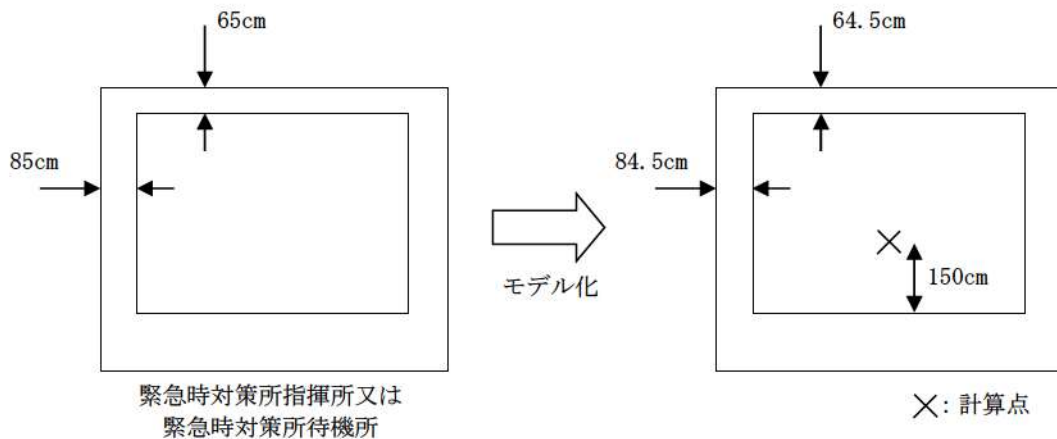 65cm
85cm
緊急時対策所指揮所又は
緊急時対策所待機所
モデル化
64.5cm
84.5cm
150cm
×: 計算点